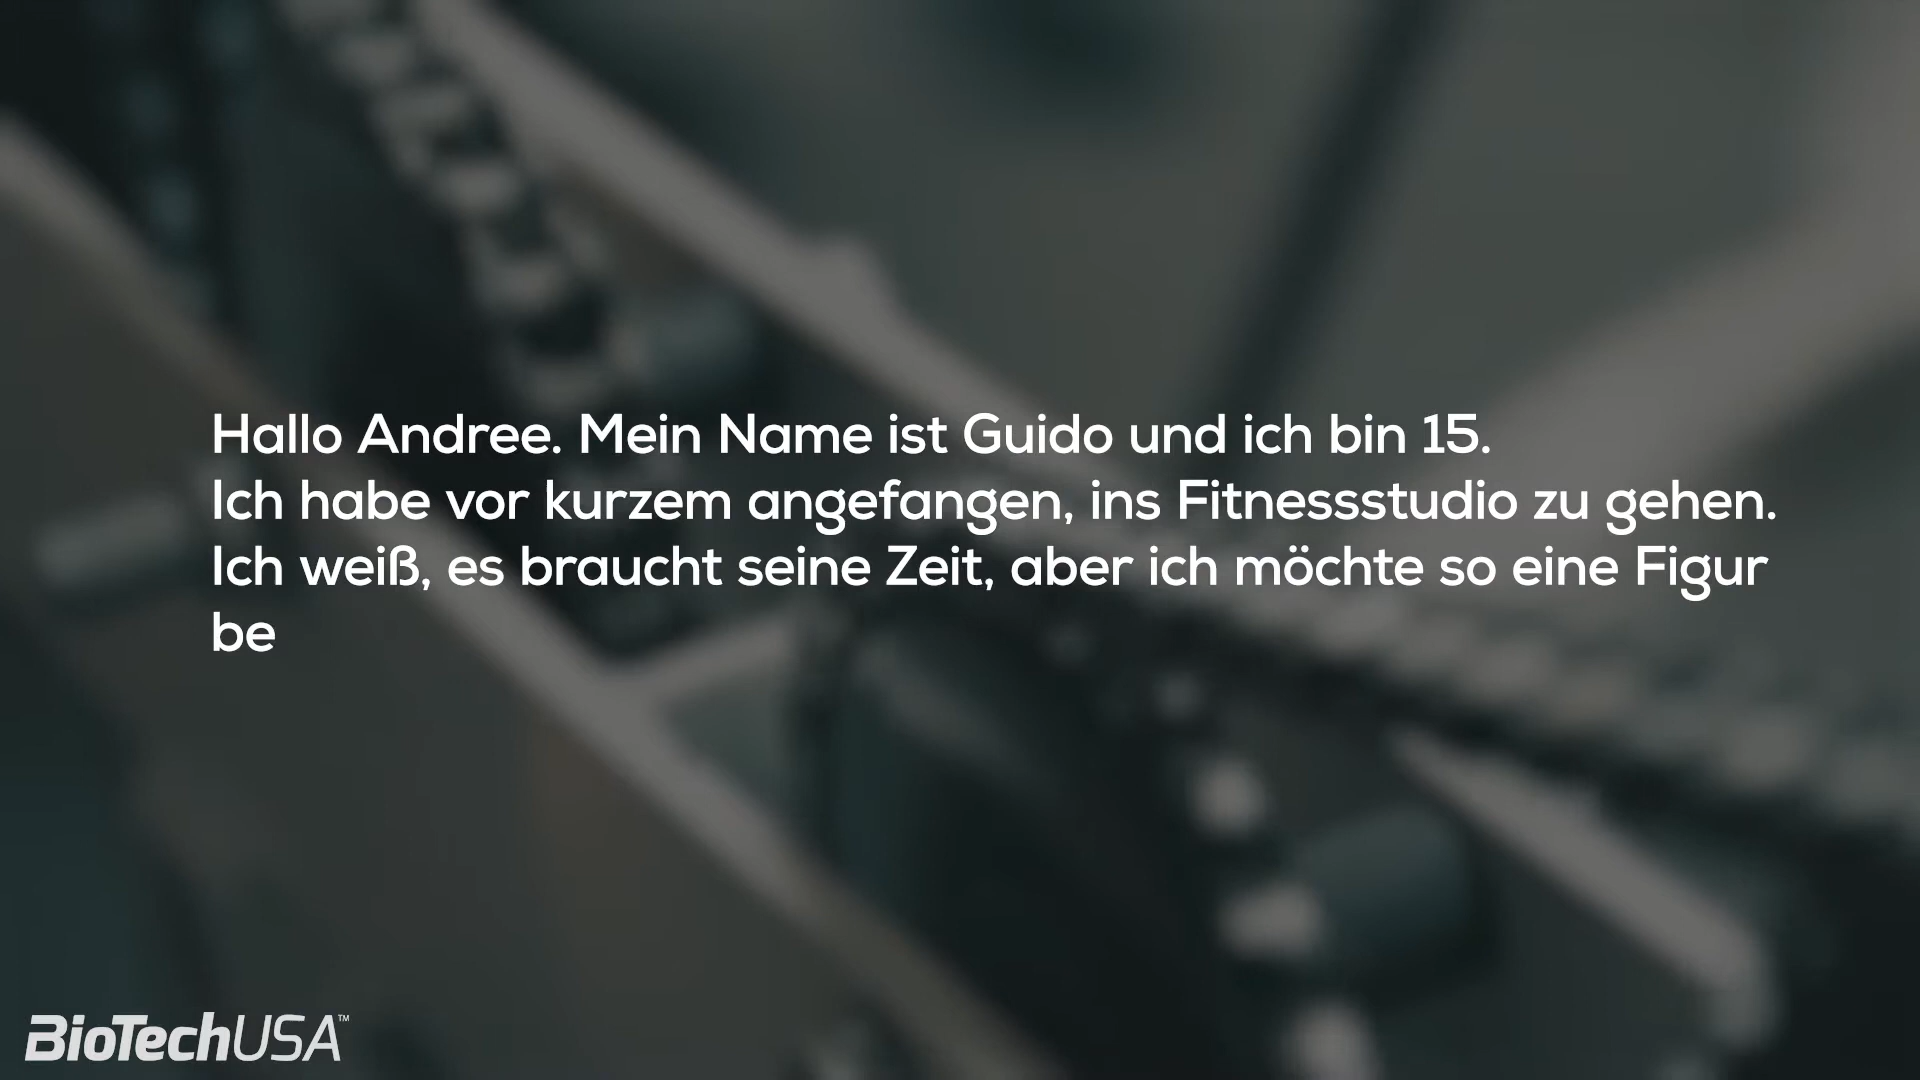 Hallo Andree. Mein Name ist Guido und ich bin 15.
Ich habe vor kurzem angefangen, ins Fitnessstudio zu gehen.
Ich weiß, es braucht seine Zeit, aber ich möchte so eine Figur
be
BioTechUSA™